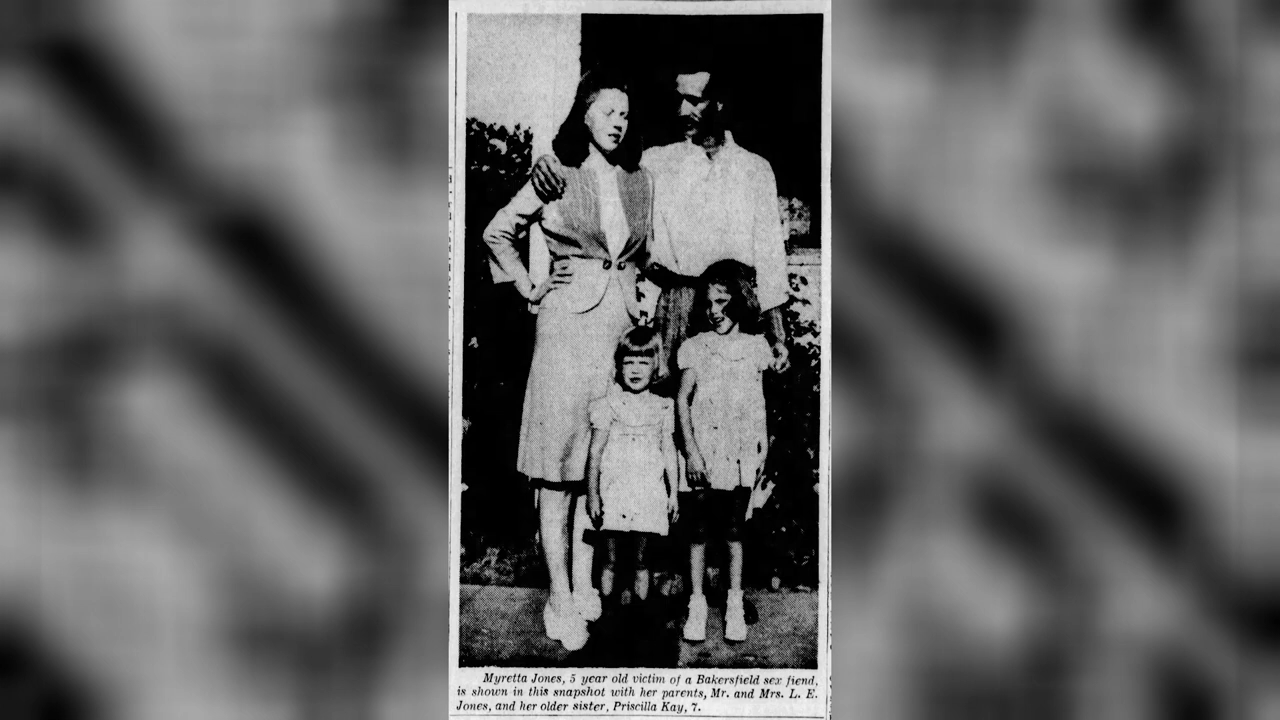 Myretta Jones, 5 year old victim of a Bakersfield sex fiend,
is shown in this snapshot with her parents, Mr. and Mrs. L. E.
Jones, and her older sister, Priscilla Kay, 7.